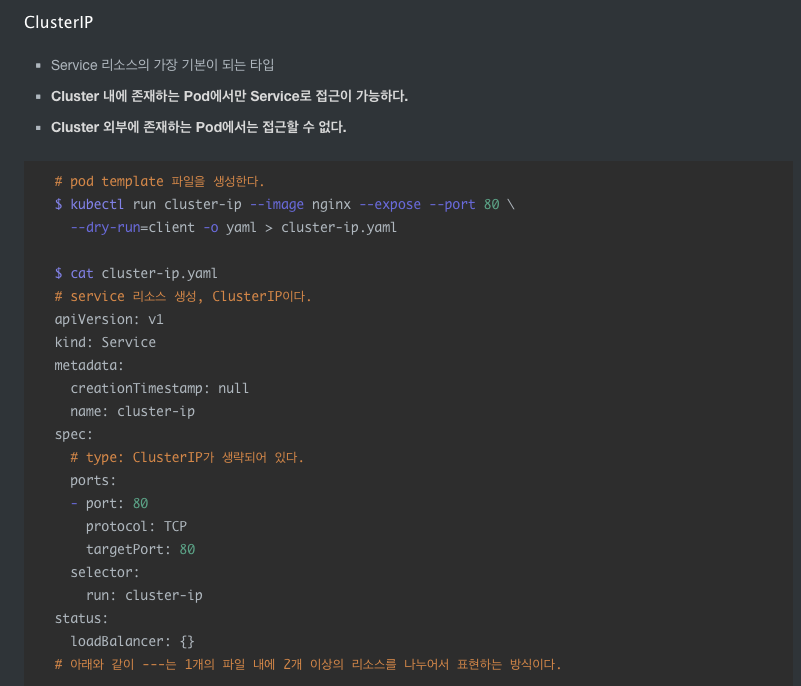 ClusterIP
Service 리소스의 가장 기본이 되는 타입
Cluster 내에 존재하는 Pod에서만 Service로 접근이 가능하다.
Cluster 외부에 존재하는 Pod에서는 접근할 수 없다.
# pod template 파일을 생성한다.
$ kubectl run cluster-ip --image nginx --expose --port 80 \
  --dry-run=client -o yaml > cluster-ip.yaml
$ cat cluster-ip.yaml
# service 리소스 생성, ClusterIP이다.
apiVersion: v1
kind: Service
metadata:
  creationTimestamp: null
  name: cluster-ip
spec:
  # type: ClusterIP가 생략되어 있다.
  ports:
  - port: 80
    protocol: TCP
    targetPort: 80
  selector:
    run: cluster-ip
status:
  loadBalancer: {}
# 아래와 같이 ---는 1개의 파일 내에 2개 이상의 리소스를 나누어서 표현하는 방식이다.